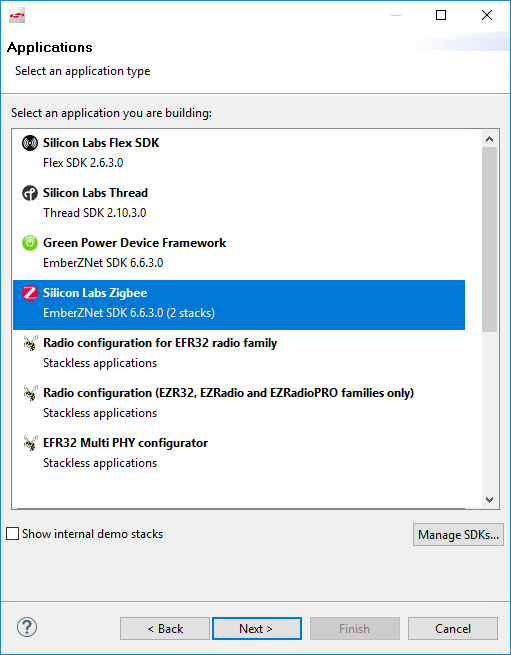 Applications
Select an application type
Select an application you are building:
Silicon Labs Flex SDK
Flex SDK 2.6.3.0
Silicon Labs Thread
Thread SDK 2.10.3.0
Green Power Device Framework
EmberZNet SDK 6.6.3.0
Silicon Labs Zigbee
EmberZNet SDK 6.6.3.0 (2 stacks)
Radio configuration for EFR32 radio family
Stackless applications
Radio configuration (EZR32, EZRadio and EZRadioPRO families only)
Stackless applications
EFR32 Multi PHY configurator
Stackless applications
Show internal demo stacks
Manage SDKs...
? < Back Next > Finish Cancel